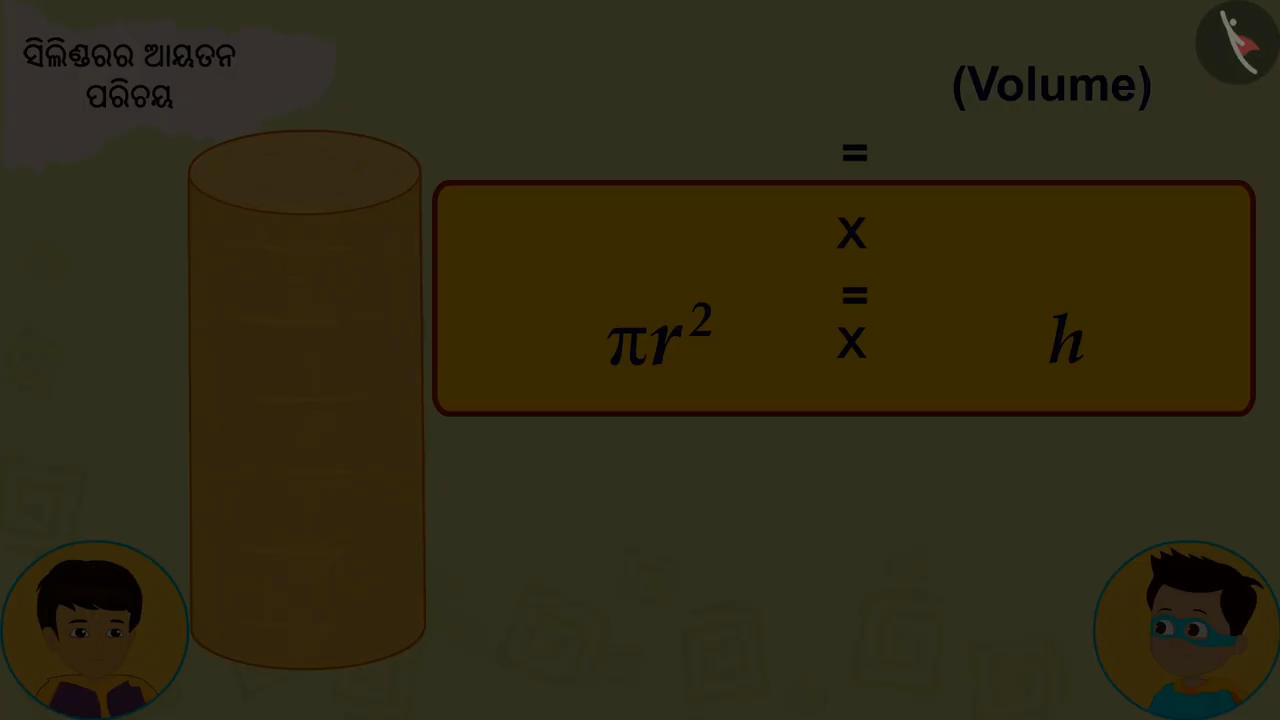 ସିଲିଣ୍ଡରର ଆୟତନ
ପରିଚୟ
(Volume)
=
x
=
πr² x h